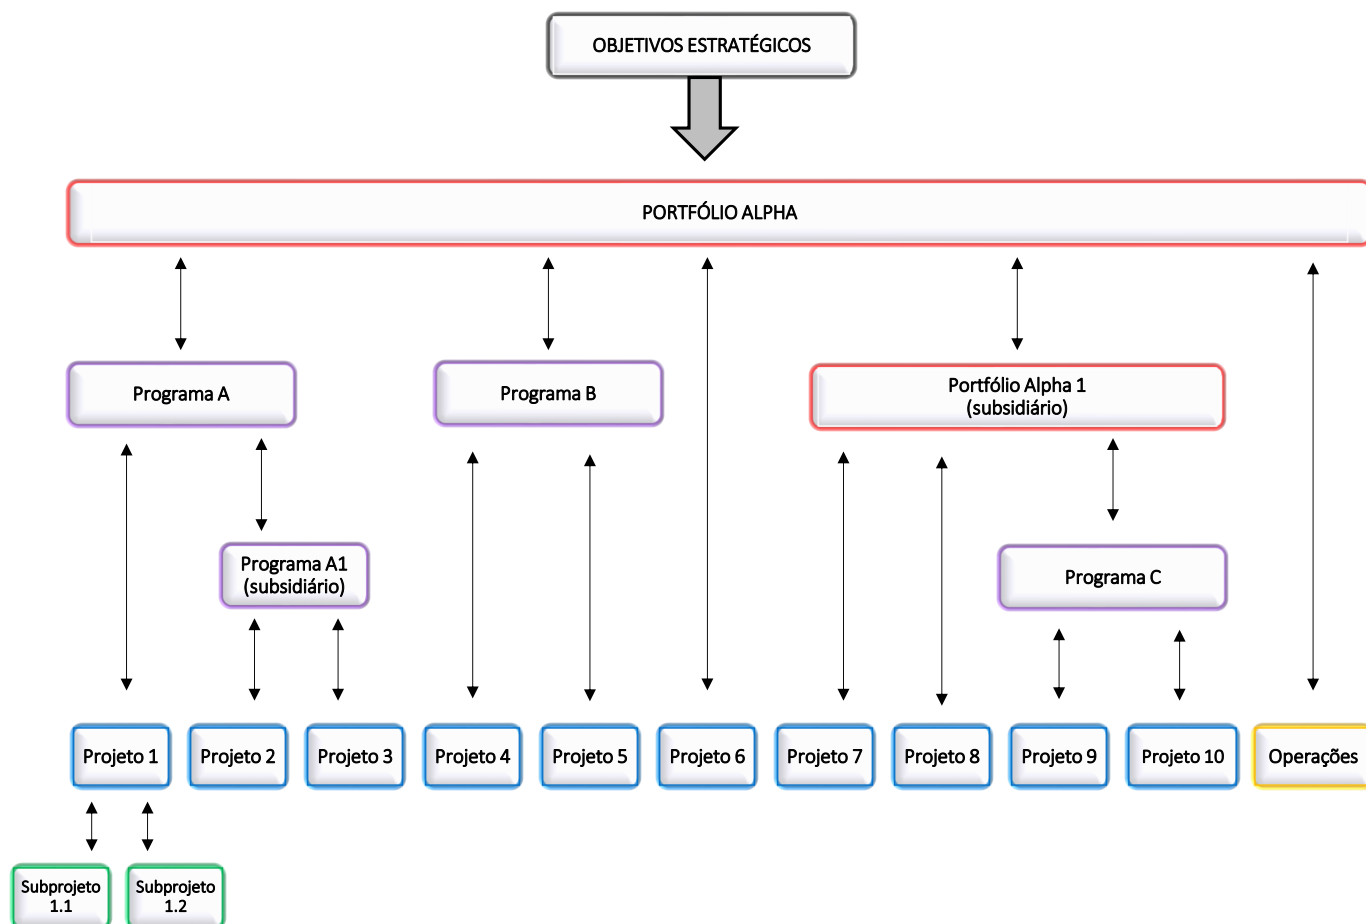 OBJETIVOS ESTRATÉGICOS
PORTFÓLIO ALPHA
Programa A
Programa B
Portfólio Alpha 1
(subsidiário)
Programa A1
(subsidiário)
Programa C
Projeto 1
Projeto 2
Projeto 3
Projeto 4
Projeto 5
Projeto 6
Projeto 7
Projeto 8
Projeto 9
Projeto 10
Operações
Subprojeto
1.1
Subprojeto
1.2